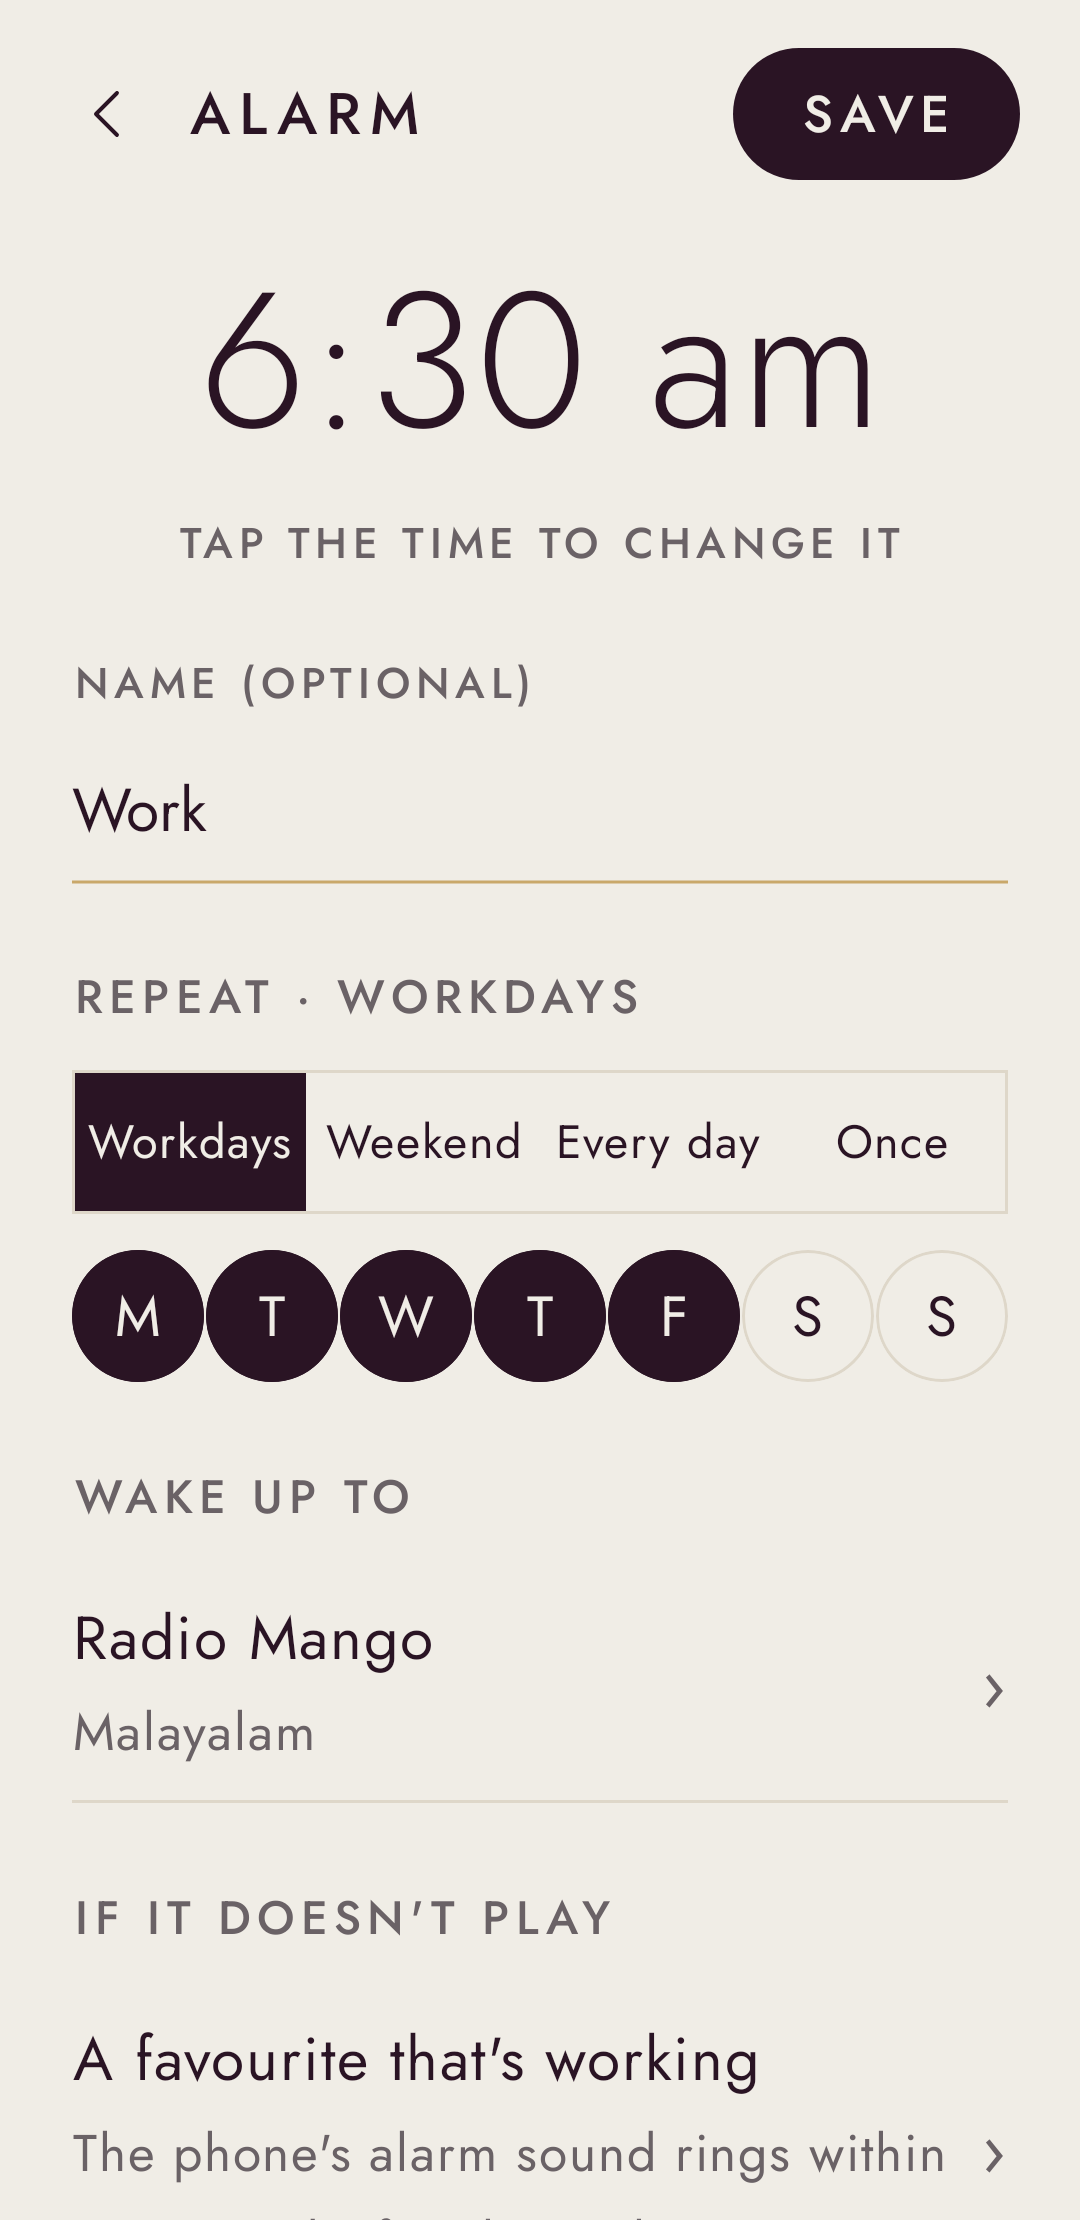 ALARM
SAVE
6:30 am
TAP THE TIME TO CHANGE IT
NAME (OPTIONAL)
Work
REPEAT · WORKDAYS
Workdays Weekend Every day Once
M T W T F S S
WAKE UP TO
Radio Mango
Malayalam
IF IT DOESN'T PLAY
A favourite that's working
The phone's alarm sound rings within